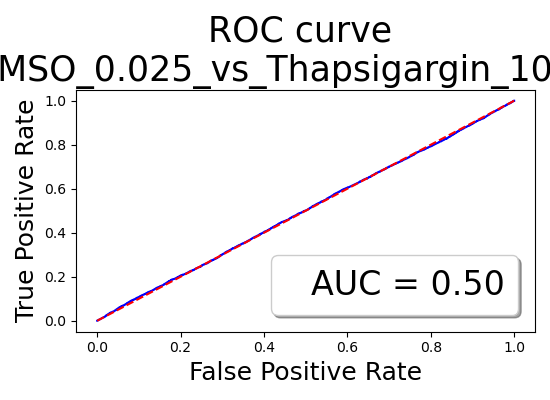 ROC curve
MSO_0.025_vs_Thapsigargin_10
True Positive Rate
1.0
0.8
0.6
0.4
0.2
0.0
AUC = 0.50
0.0 0.2 0.4 0.6 0.8 1.0
False Positive Rate